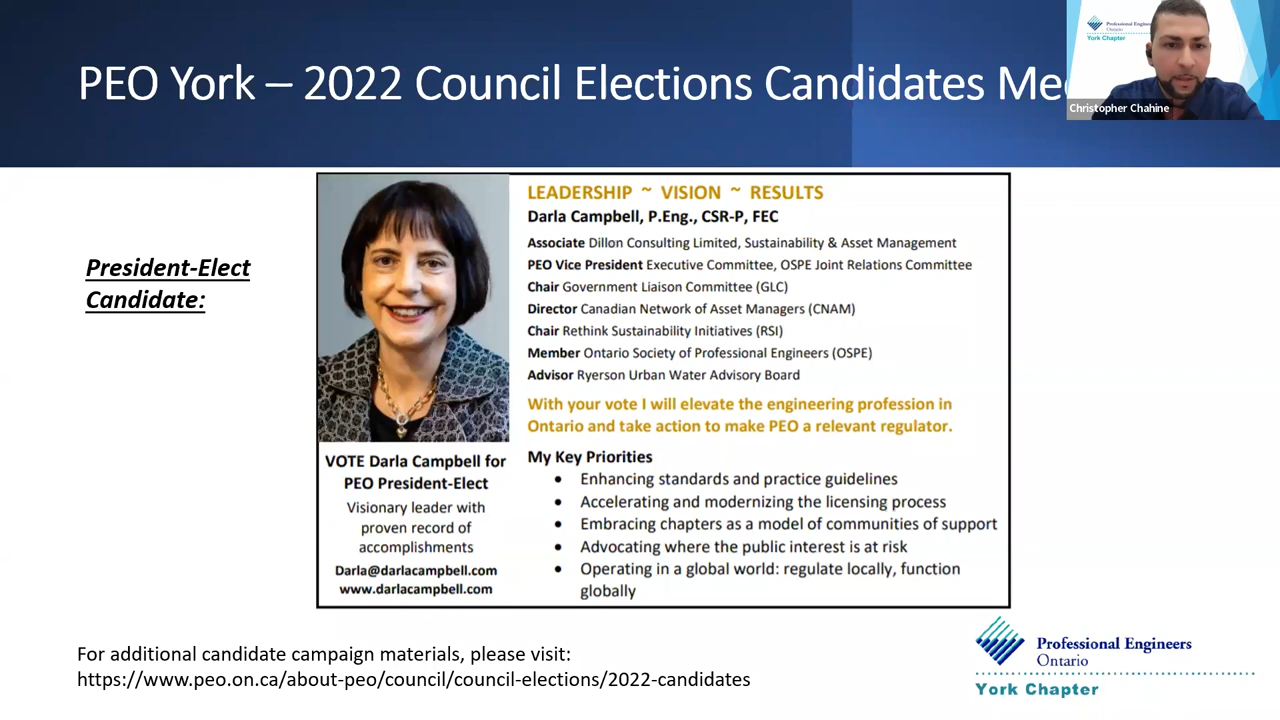 PEO York – 2022 Council Elections Candidates Me
Professional Engineers
Ontario
York Chapter
Christopher Chahine
President-Elect
Candidate:
LEADERSHIP ~ VISION ~ RESULTS
Darla Campbell, P.Eng., CSR-P, FEC
Associate Dillon Consulting Limited, Sustainability & Asset Management
PEO Vice President Executive Committee, OSPE Joint Relations Committee
Chair Government Liaison Committee (GLC)
Director Canadian Network of Asset Managers (CNAM)
Chair Rethink Sustainability Initiatives (RSI)
Member Ontario Society of Professional Engineers (OSPE)
Advisor Ryerson Urban Water Advisory Board
With your vote I will elevate the engineering profession in
Ontario and take action to make PEO a relevant regulator.
My Key Priorities
• Enhancing standards and practice guidelines
• Accelerating and modernizing the licensing process
• Embracing chapters as a model of communities of support
• Advocating where the public interest is at risk
• Operating in a global world: regulate locally, function
globally
VOTE Darla Campbell for
PEO President-Elect
Visionary leader with
proven record of
accomplishments
Darla@darlacampbell.com
www.darlacampbell.com
For additional candidate campaign materials, please visit:
https://www.peo.on.ca/about-peo/council/council-elections/2022-candidates
Professional Engineers
Ontario
York Chapter